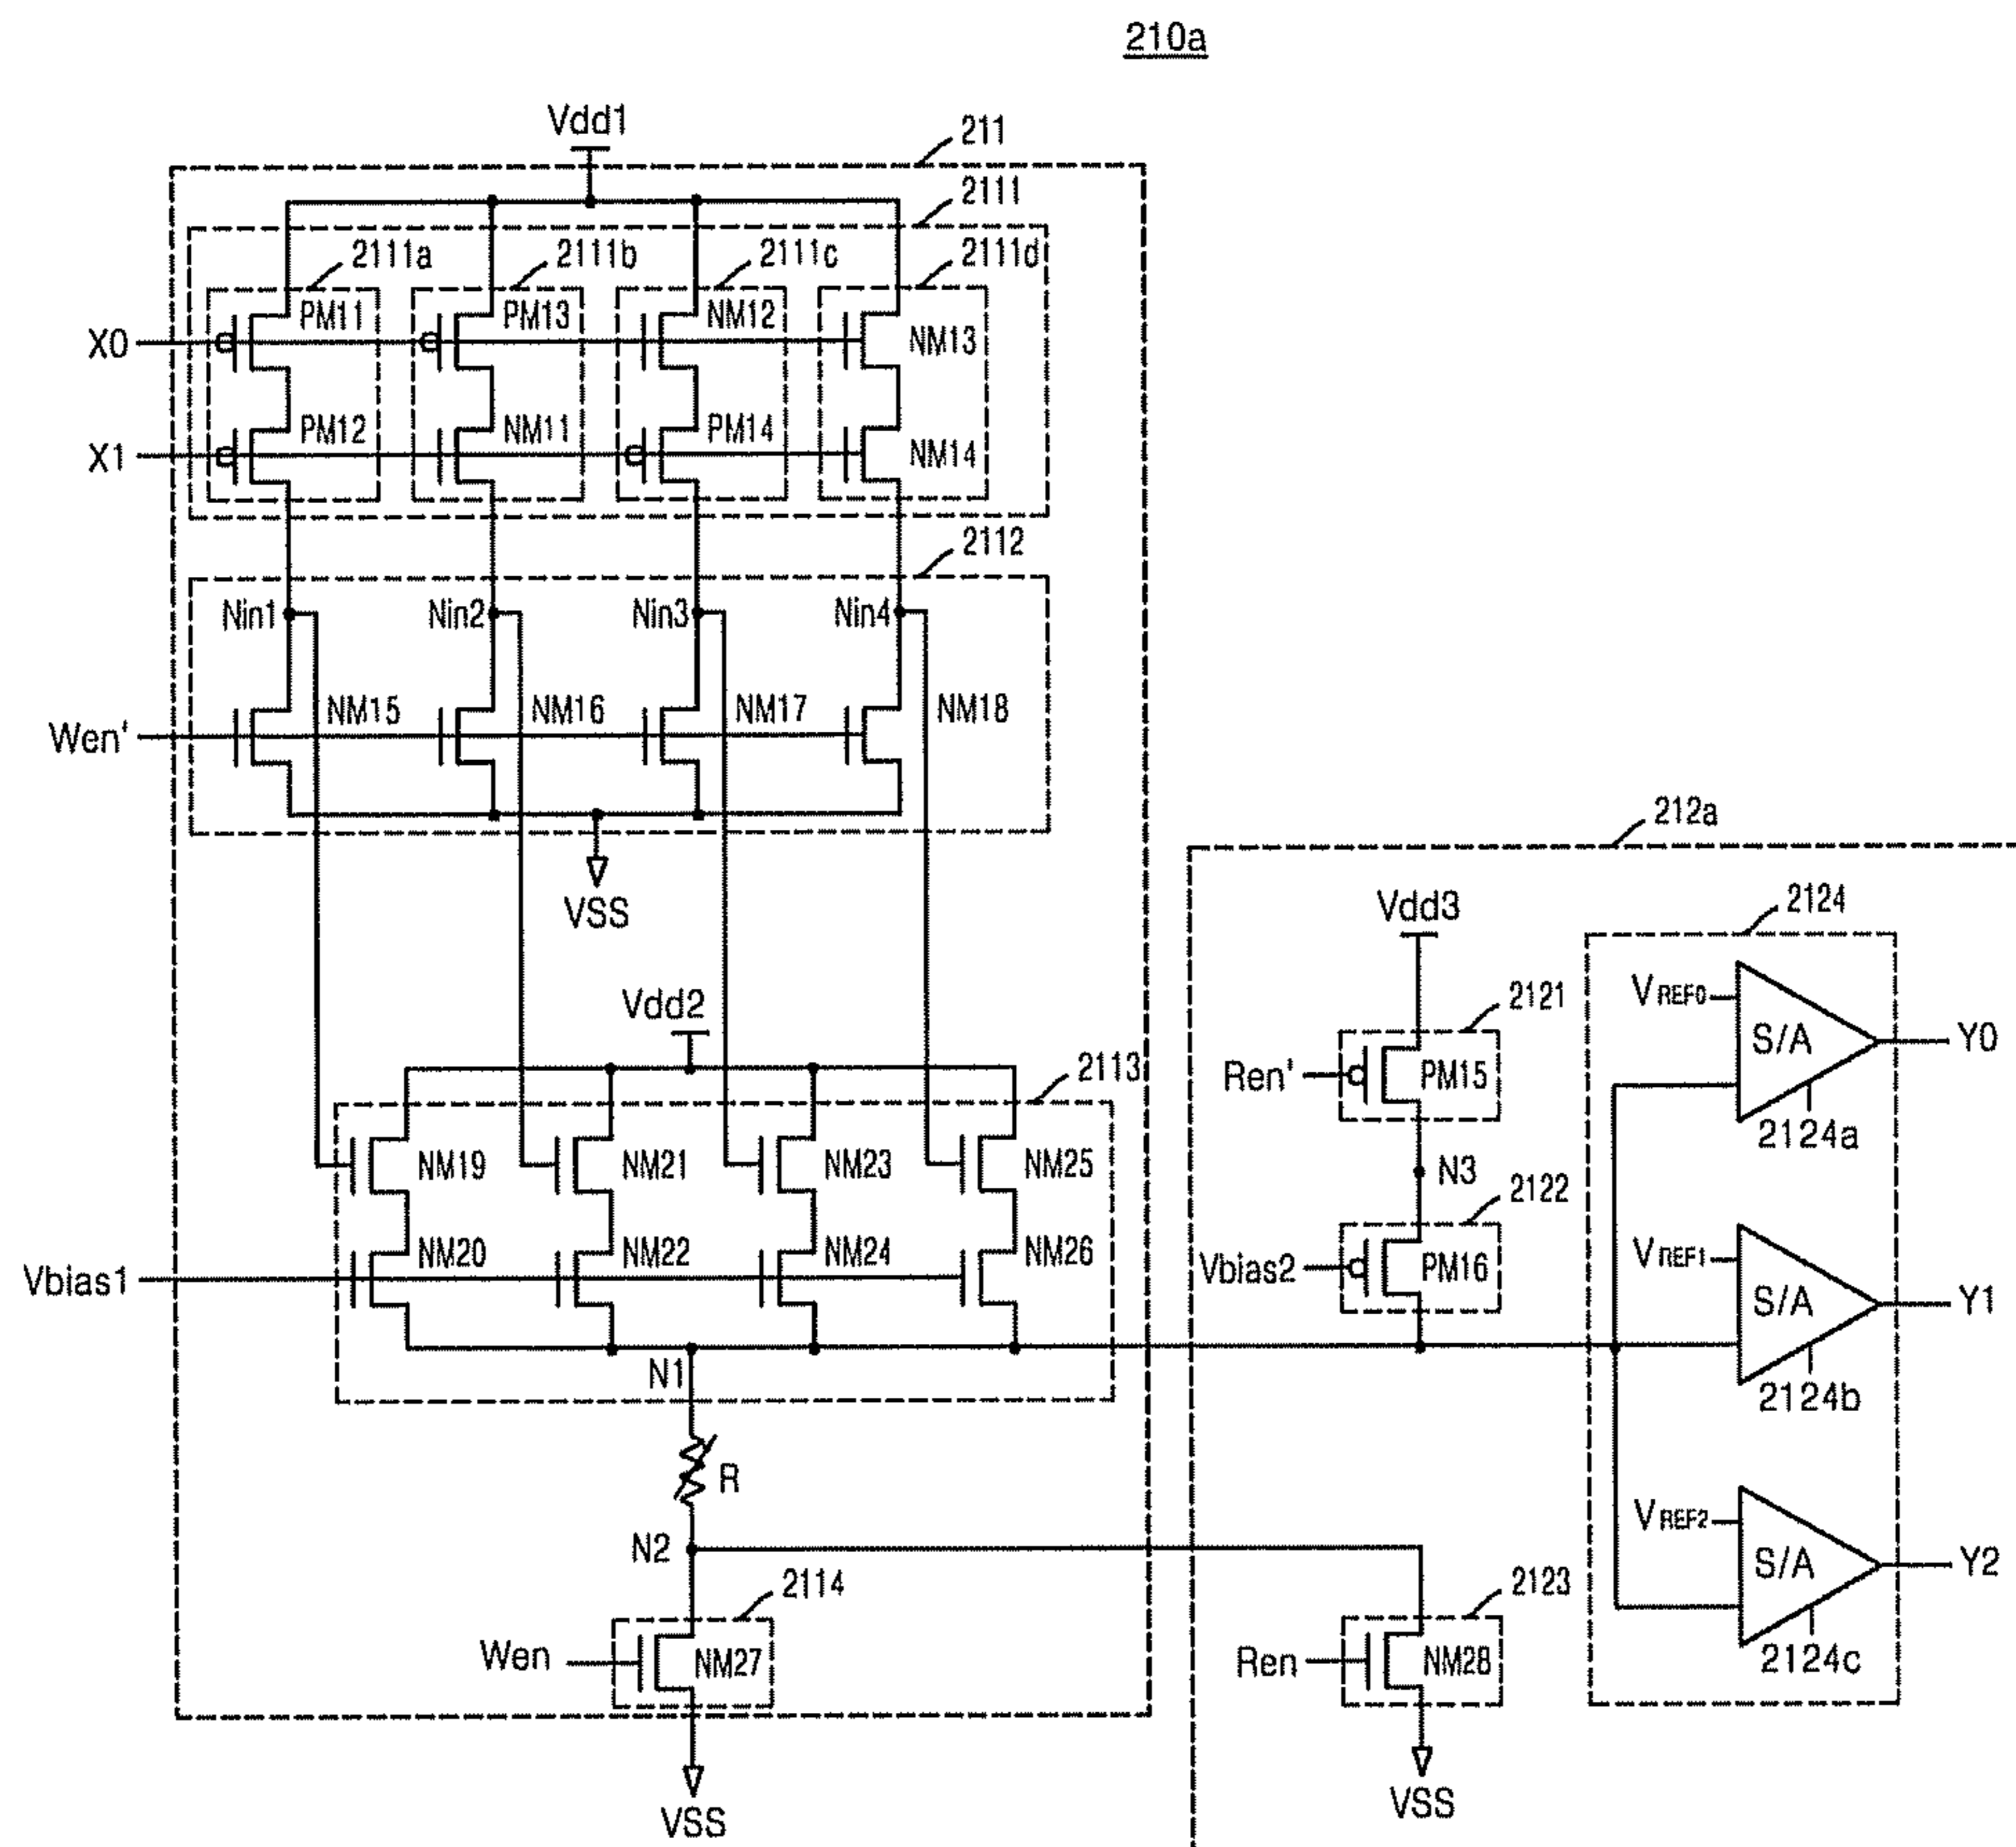 210a
Vdd1
211
2111
2111a
2111b
2111c
2111d
PM11
PM13
NM12
NM13
X0
PM12
NM11
PM14
NM14
X1
2112
Nin1
Nin2
Nin3
Nin4
NM15
NM16
NM17
NM18
Wen'
VSS
212a
Vdd3
2124
Vdd2
2121
VREF0
S/A
Y0
2113
Ren'
PM15
2124a
NM19
NM21
NM23
NM25
N3
2122
NM20
NM22
NM24
NM26
Vbias1
Vbias2
PM16
VREF1
S/A
Y1
N1
2124b
R
N2
VREF2
S/A
Y2
2114
2123
Wen
NM27
Ren
NM28
2124c
VSS
VSS